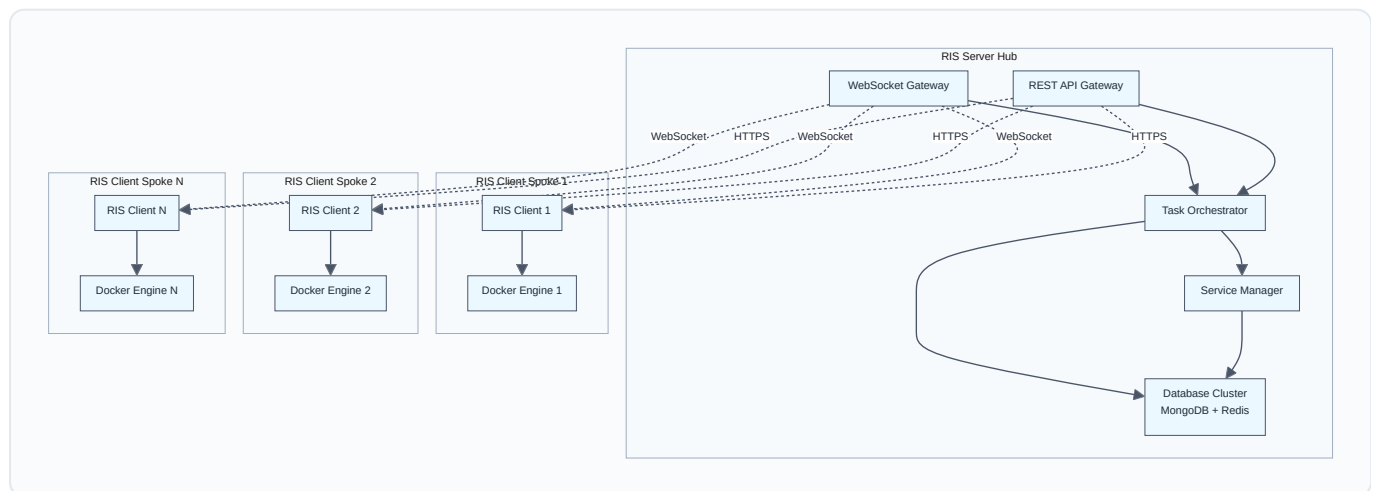 RIS Server Hub
WebSocket Gateway
REST API Gateway
WebSocket
HTTPS
WebSocket
HTTPS
WebSocket
HTTPS
RIS Client Spoke N
RIS Client Spoke 2
RIS Client Spoke 1
RIS Client N
RIS Client 2
RIS Client 1
Task Orchestrator
Docker Engine N
Docker Engine 2
Docker Engine 1
Service Manager
Database Cluster
MongoDB + Redis